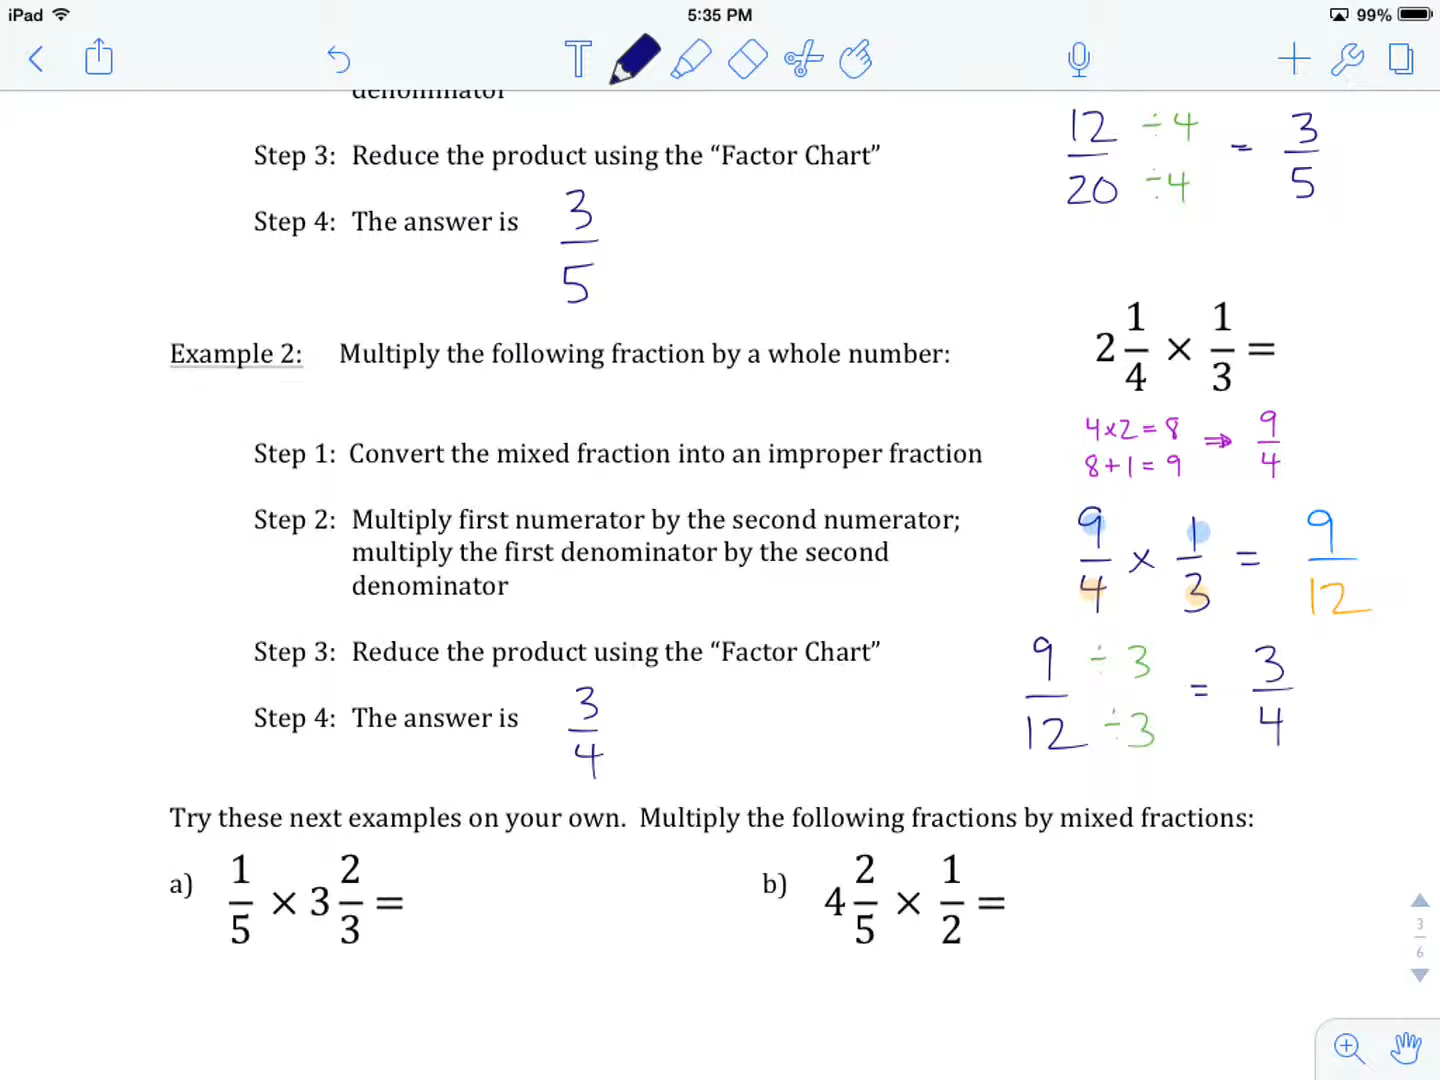 iPad 5:35 PM 99%
T
denominator
12 ÷4 = 3
20 ÷4 5
Step 3: Reduce the product using the “Factor Chart”
Step 4: The answer is 3/5
Example 2: Multiply the following fraction by a whole number: 2 1/4 × 1/3 =
4×2=8 ⇒ 9/4
8+1=9
Step 1: Convert the mixed fraction into an improper fraction
Step 2: Multiply first numerator by the second numerator;
multiply the first denominator by the second
denominator
9/4 × 1/3 = 9/12
Step 3: Reduce the product using the “Factor Chart”
9 ÷ 3 = 3
12 ÷3 4
Step 4: The answer is 3/4
Try these next examples on your own. Multiply the following fractions by mixed fractions:
a) 1/5 × 3 2/3 =
b) 4 2/5 × 1/2 =
3
6